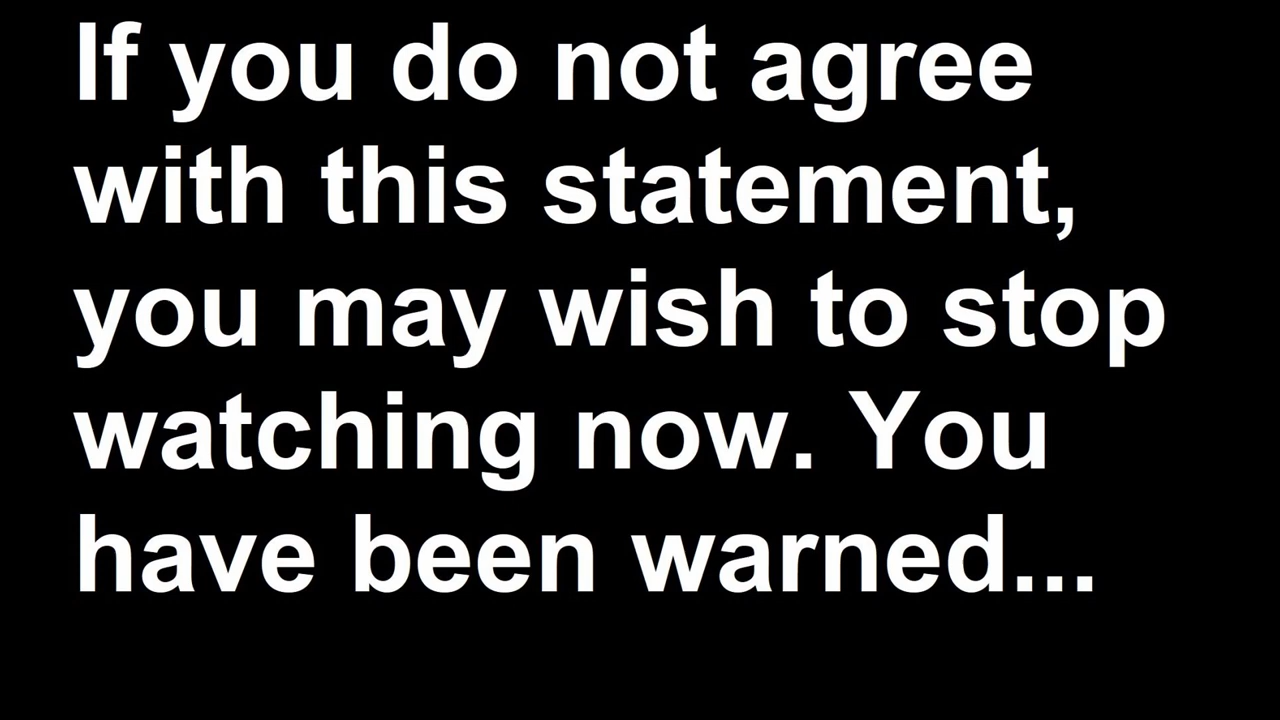 If you do not agree
with this statement,
you may wish to stop
watching now. You
have been warned...